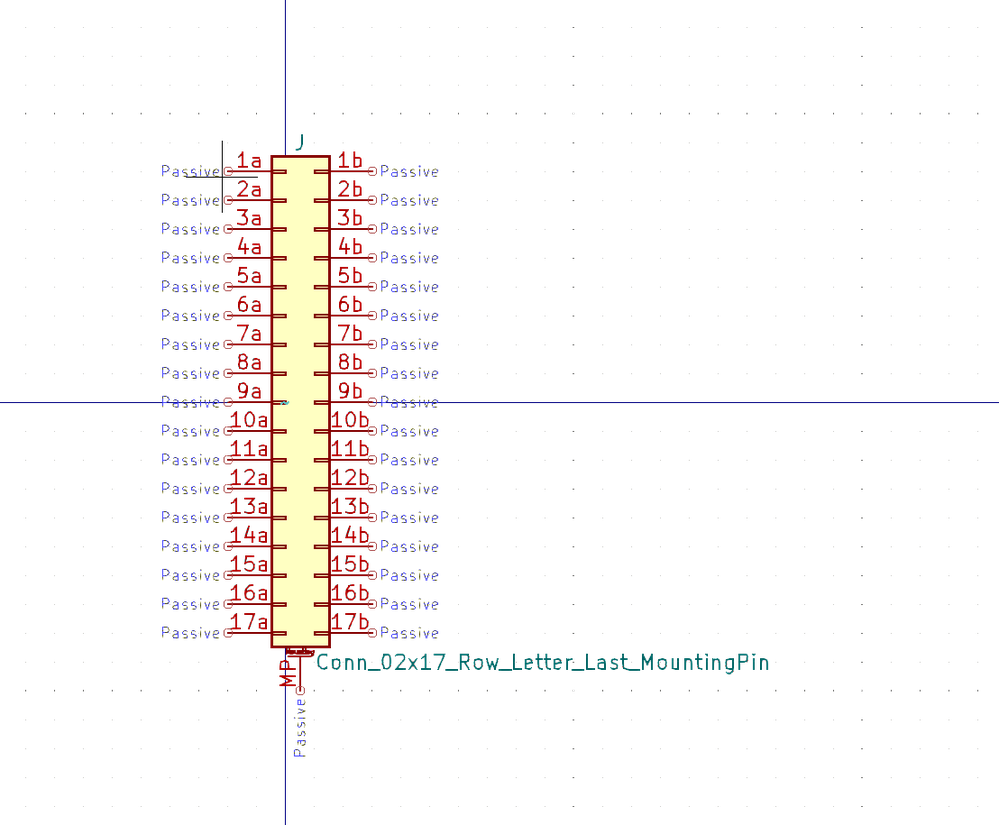 J
Passive 1a 1b Passive
Passive 2a 2b Passive
Passive 3a 3b Passive
Passive 4a 4b Passive
Passive 5a 5b Passive
Passive 6a 6b Passive
Passive 7a 7b Passive
Passive 8a 8b Passive
Passive 9a 9b Passive
Passive 10a 10b Passive
Passive 11a 11b Passive
Passive 12a 12b Passive
Passive 13a 13b Passive
Passive 14a 14b Passive
Passive 15a 15b Passive
Passive 16a 16b Passive
Passive 17a 17b Passive
MP Conn_02x17_Row_Letter_Last_MountingPin
Passive